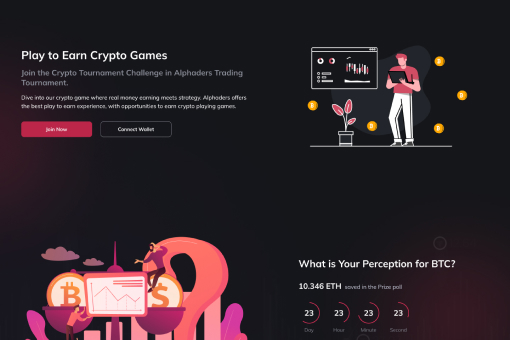 Play to Earn Crypto Games
Join the Crypto Tournament Challenge in Alphaders Trading
Tournament.
Dive into our crypto game where real money earning meets strategy. Alphaders offers
the best play to earn experience, with opportunities to earn crypto playing games.
Join Now
Connect Wallet
What is Your Perception for BTC?
10.346 ETH saved in the Prize poll
23
23
23
23
Day
Hour
Minute
Second